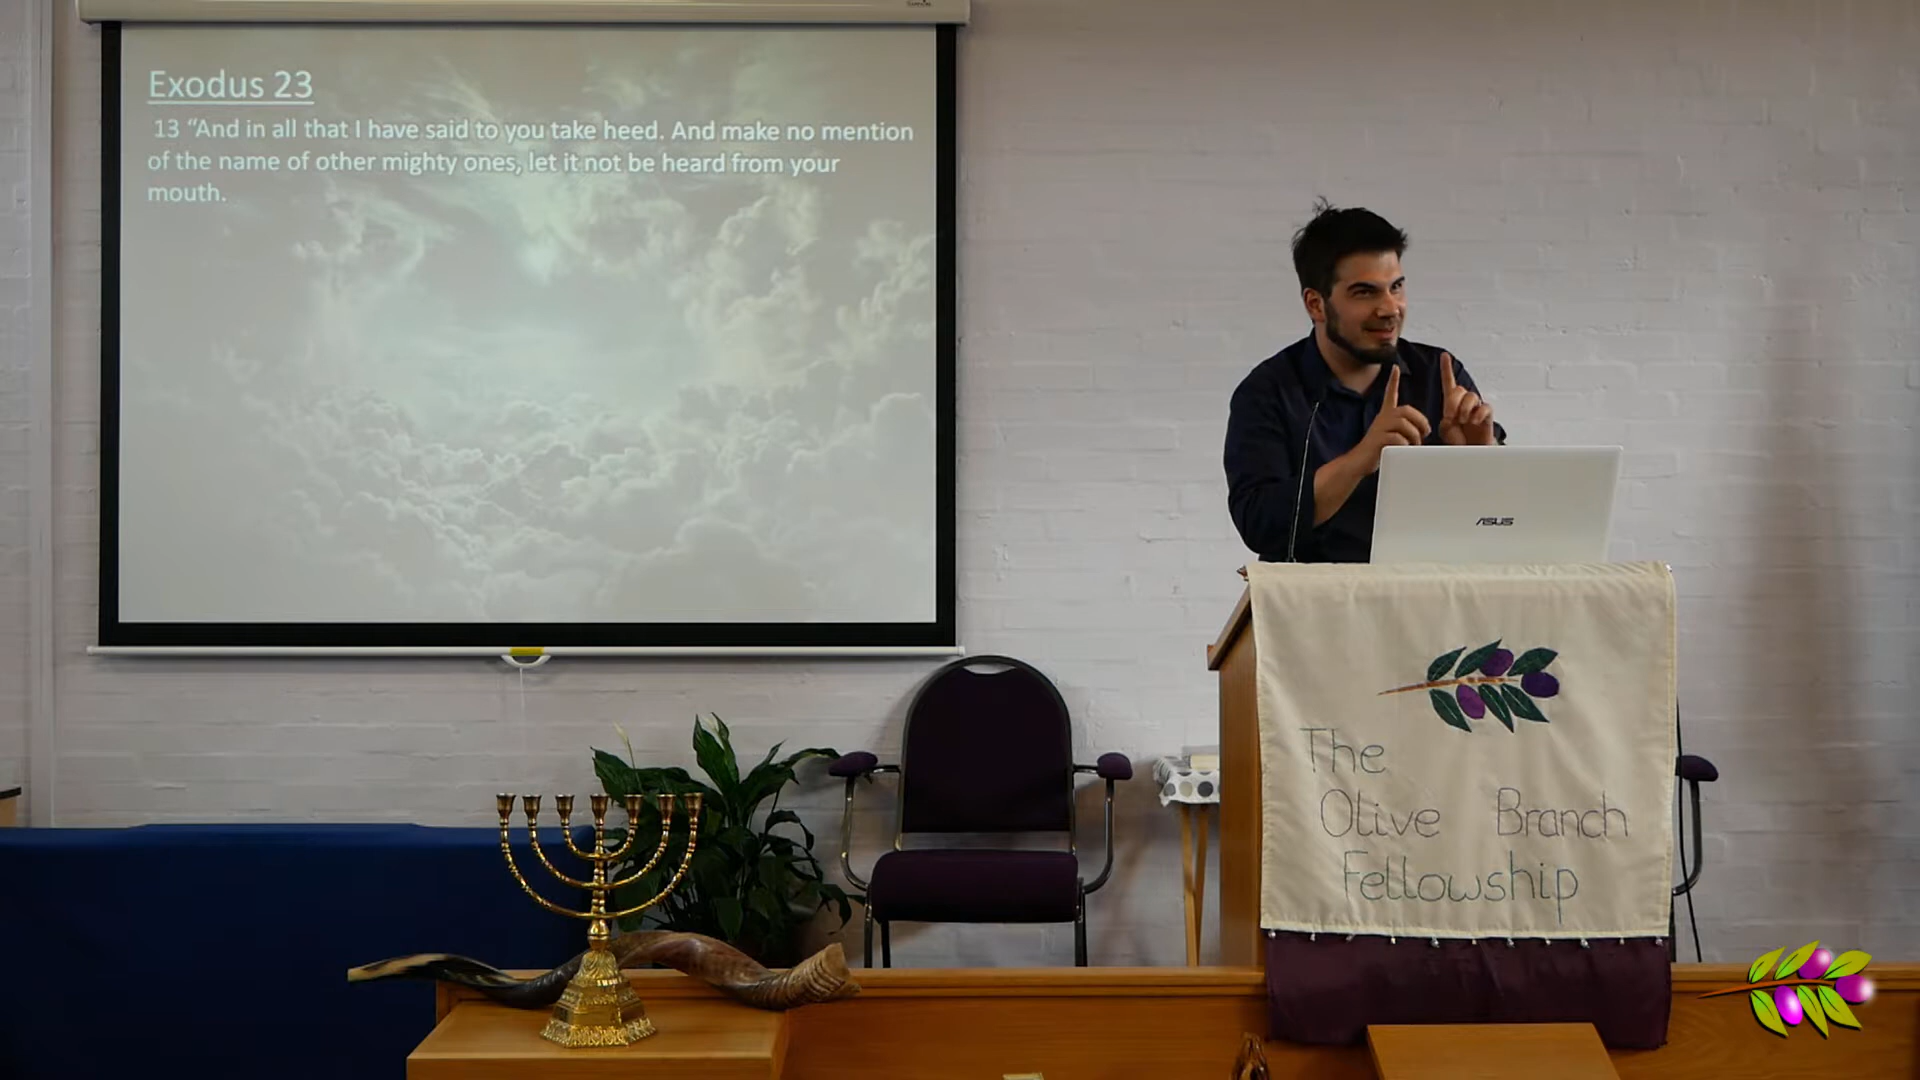 Exodus 23
13 “And in all that I have said to you take heed. And make no mention
of the name of other mighty ones, let it not be heard from your
mouth.
ASUS
The
Olive Branch
Fellowship